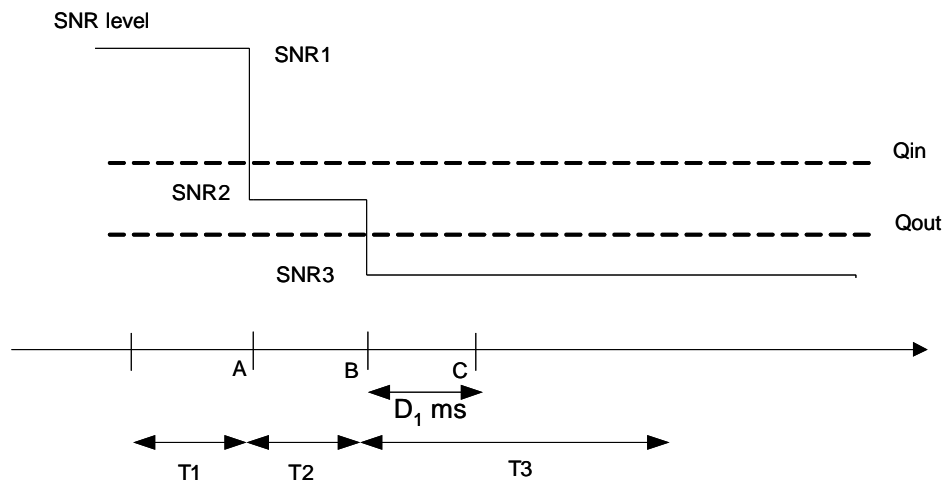 SNR level
SNR1
Qin
SNR2
Qout
SNR3
A B C
D₁ ms
T1 T2 T3